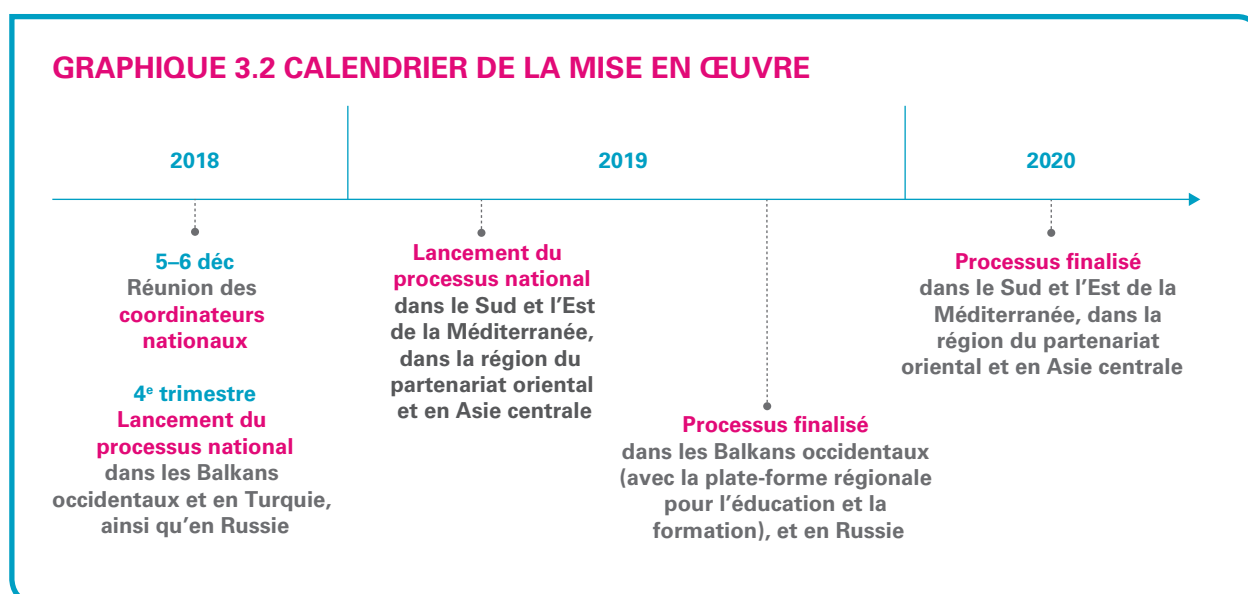 GRAPHIQUE 3.2 CALENDRIER DE LA MISE EN ŒUVRE
2018
2019
2020
5–6 déc
Réunion des
coordinateurs
nationaux
4e trimestre
Lancement du
processus national
dans les Balkans
occidentaux et en Turquie,
ainsi qu’en Russie
Lancement du
processus national
dans le Sud et l’Est
de la Méditerranée,
dans la région du
partenariat oriental
et en Asie centrale
Processus finalisé
dans les Balkans occidentaux
(avec la plate-forme régionale
pour l’éducation et la
formation), et en Russie
Processus finalisé
dans le Sud et l’Est de la
Méditerranée, dans la
région du partenariat
oriental et en Asie centrale